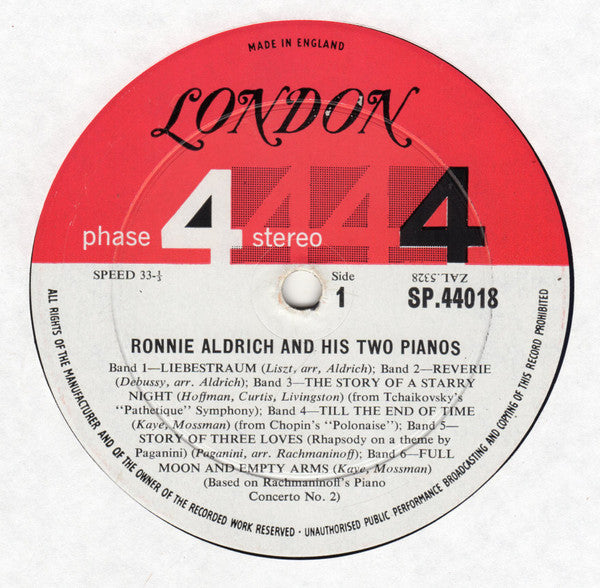 MADE IN ENGLAND
LONDON
phase 4 stereo 4 4 4
SPEED 33-⅓
Side
1
SP.44018
ZAL.5328
RONNIE ALDRICH AND HIS TWO PIANOS
Band 1—LIEBESTRAUM (Liszt, arr, Aldrich); Band 2—REVERIE
(Debussy, arr. Aldrich); Band 3—THE STORY OF A STARRY
NIGHT (Hoffman, Curtis, Livingston) (from Tchaikovsky's
"Pathetique" Symphony); Band 4—TILL THE END OF TIME
(Kaye, Mossman) (from Chopin's "Polonaise"); Band 5—
STORY OF THREE LOVES (Rhapsody on a theme by
Paganini) (Paganini, arr. Rachmaninoff); Band 6—FULL
MOON AND EMPTY ARMS (Kaye, Mossman)
(Based on Rachmaninoff's Piano
Concerto No. 2)
ALL RIGHTS OF THE MANUFACTURER AND OF THE OWNER OF THE RECORDED WORK RESERVED · UNAUTHORISED PUBLIC PERFORMANCE BROADCASTING AND COPYING OF THIS RECORD PROHIBITED